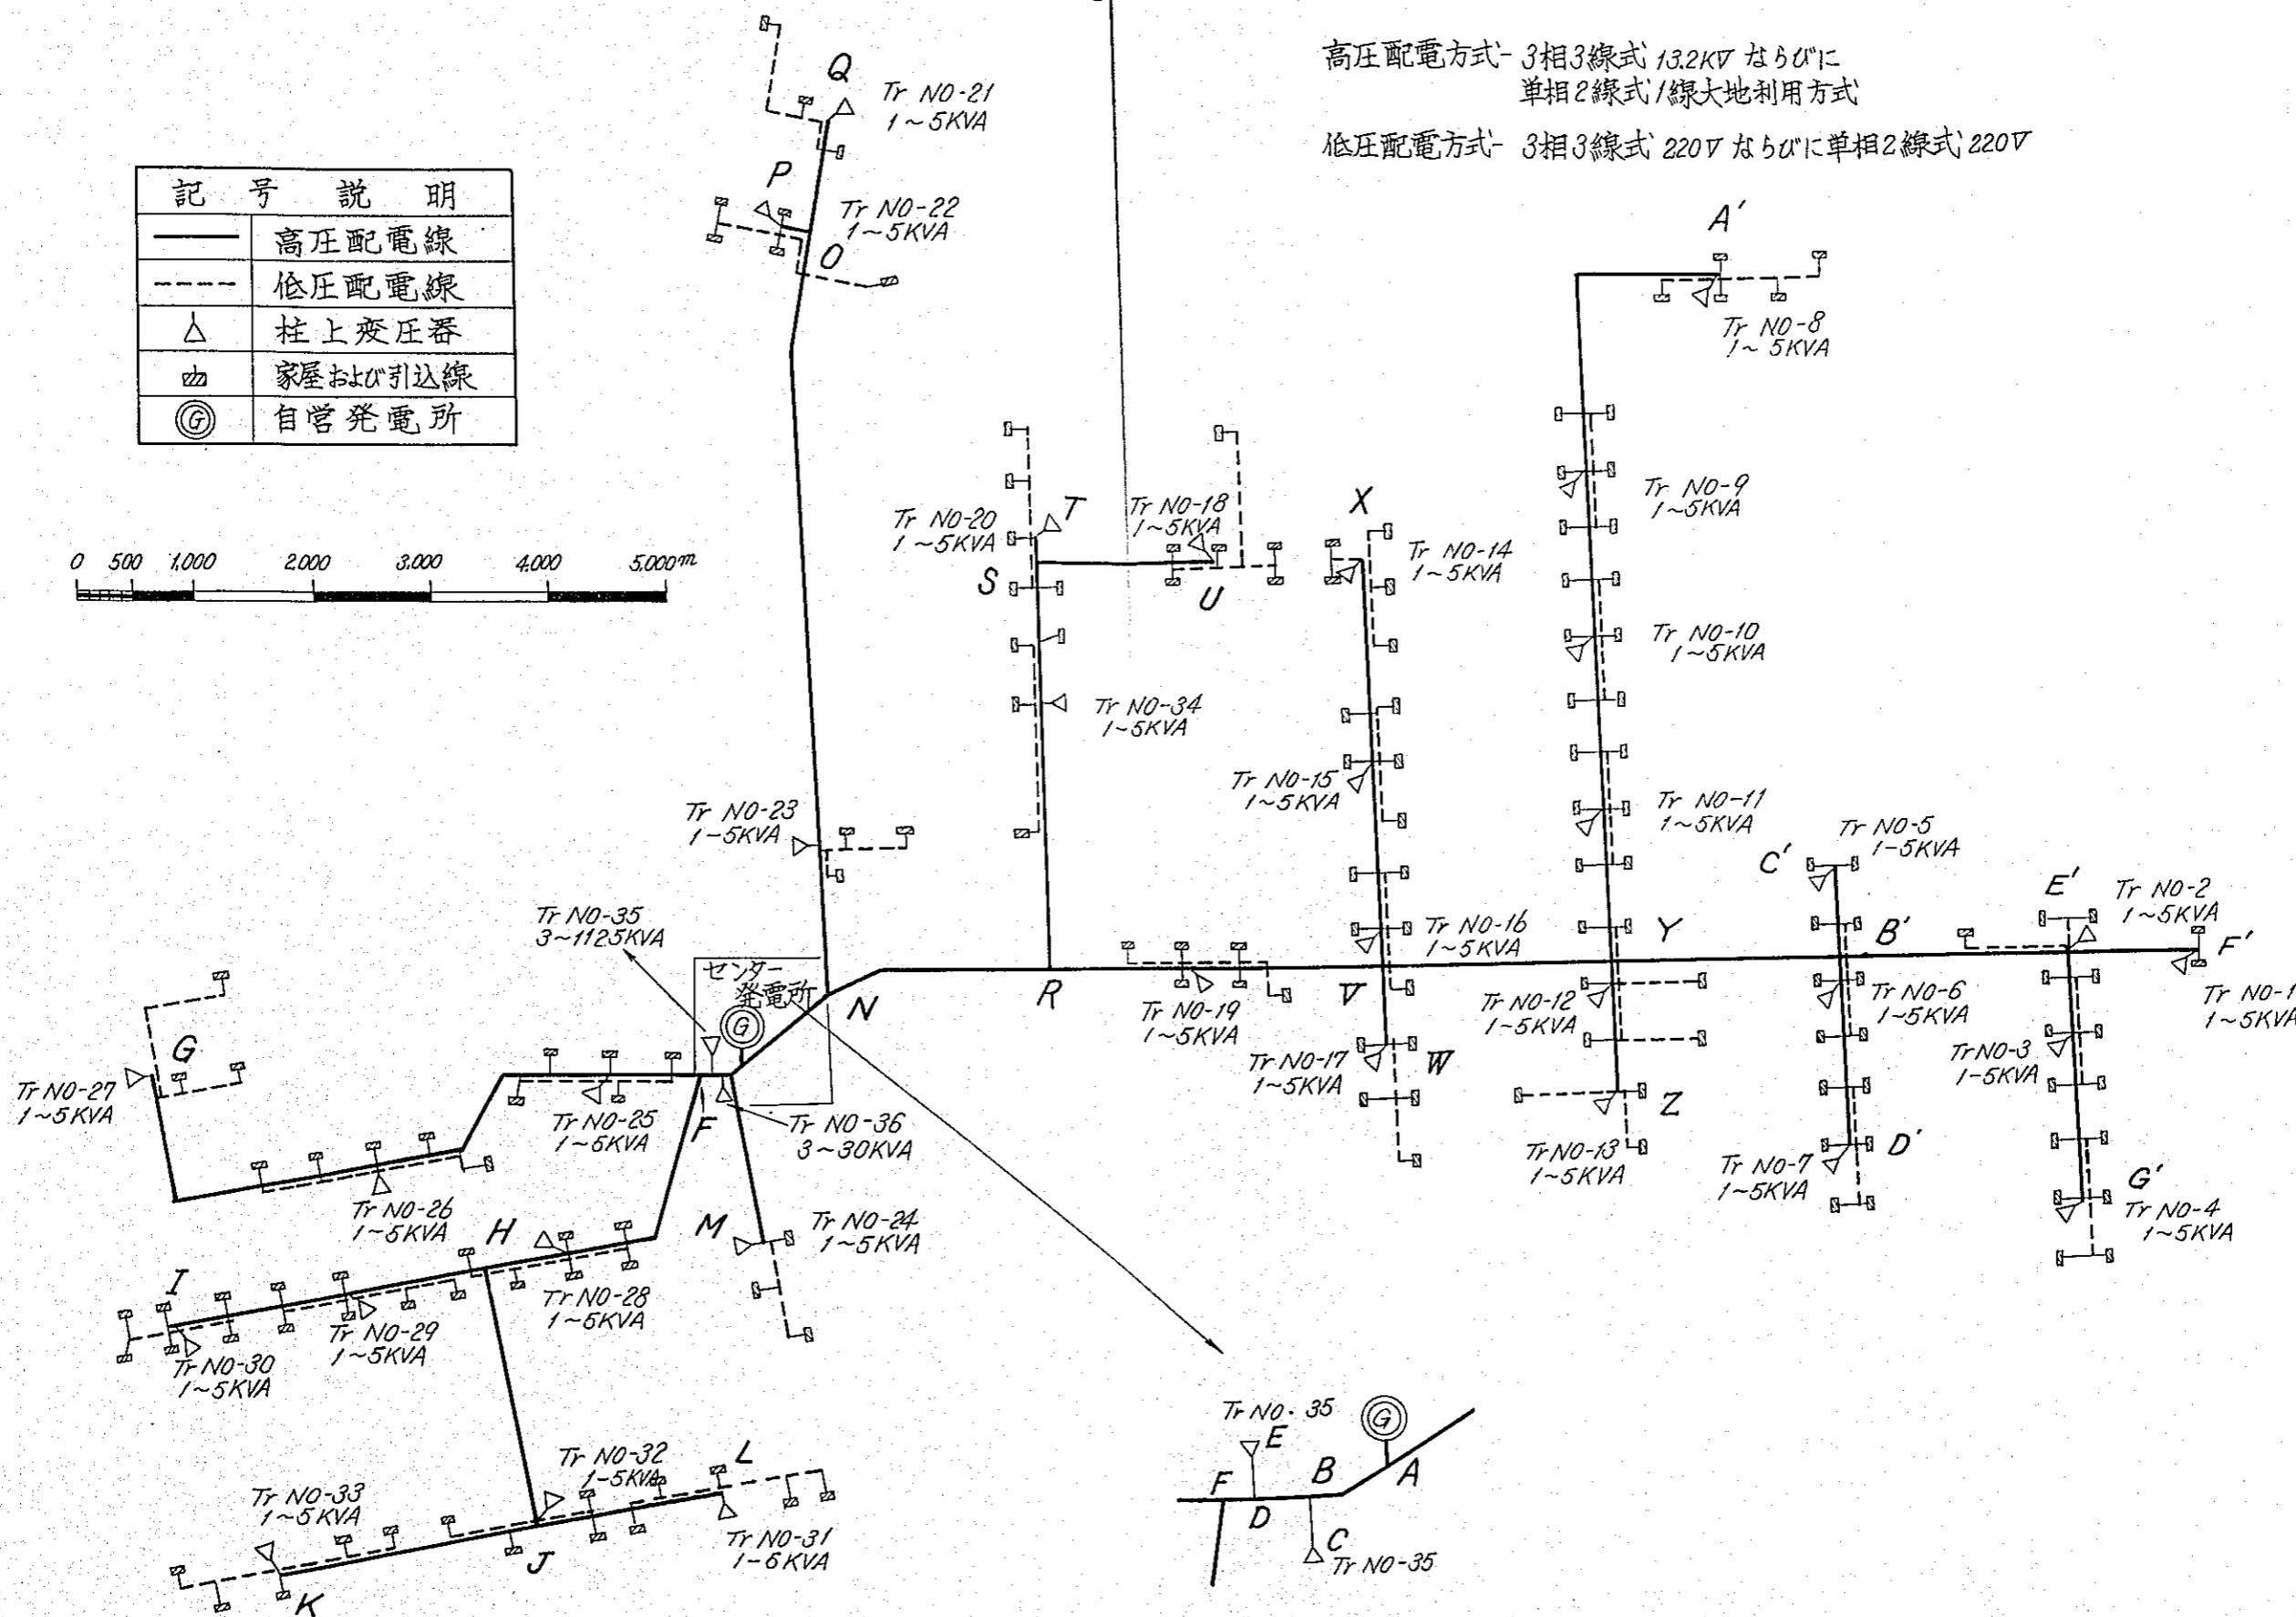 高圧配電方式- 3相3線式 13.2KV ならびに
単相2線式1線大地利用方式
低圧配電方式- 3相3線式 220V ならびに単相2線式 220V
記号説明
高圧配電線
低圧配電線
柱上変圧器
家屋および引込線
G 自営発電所
0 500 1,000 2,000 3,000 4,000 5,000m
Q
Tr NO-21
1~5KVA
P
Tr NO-22
1~5KVA
O
A'
Tr NO-8
1~5KVA
Tr NO-9
1~5KVA
Tr NO-10
1~5KVA
Tr NO-11
1~5KVA
T
Tr NO-20
1~5KVA
S
Tr NO-18
1~5KVA
U
X
Tr NO-14
1~5KVA
Tr NO-34
1~5KVA
Tr NO-15
1~5KVA
Tr NO-16
1~5KVA
Tr NO-23
1-5KVA
Tr NO-35
3~1125KVA
センター
発電所
G
N
R
Tr NO-19
1~5KVA
V
Tr NO-17
1~5KVA
W
Y
Tr NO-12
1~5KVA
Z
Tr NO-13
1~5KVA
C'
Tr NO-5
1-5KVA
B'
Tr NO-6
1~5KVA
D'
Tr NO-7
1~5KVA
E'
Tr NO-2
1~5KVA
F'
Tr NO-1
1~5KVA
Tr NO-3
1-5KVA
G'
Tr NO-4
1~5KVA
G
Tr NO-27
1~5KVA
Tr NO-25
1~5KVA
F
Tr NO-36
3~30KVA
Tr NO-26
1~5KVA
H
M
Tr NO-24
1~5KVA
Tr NO-28
1~5KVA
I
Tr NO-29
1~5KVA
Tr NO-30
1~5KVA
Tr NO-32
1-5KVA
L
Tr NO-33
1~5KVA
J
Tr NO-31
1-6KVA
K
Tr NO-35
E
G
F
B
A
D
C
Tr NO-35